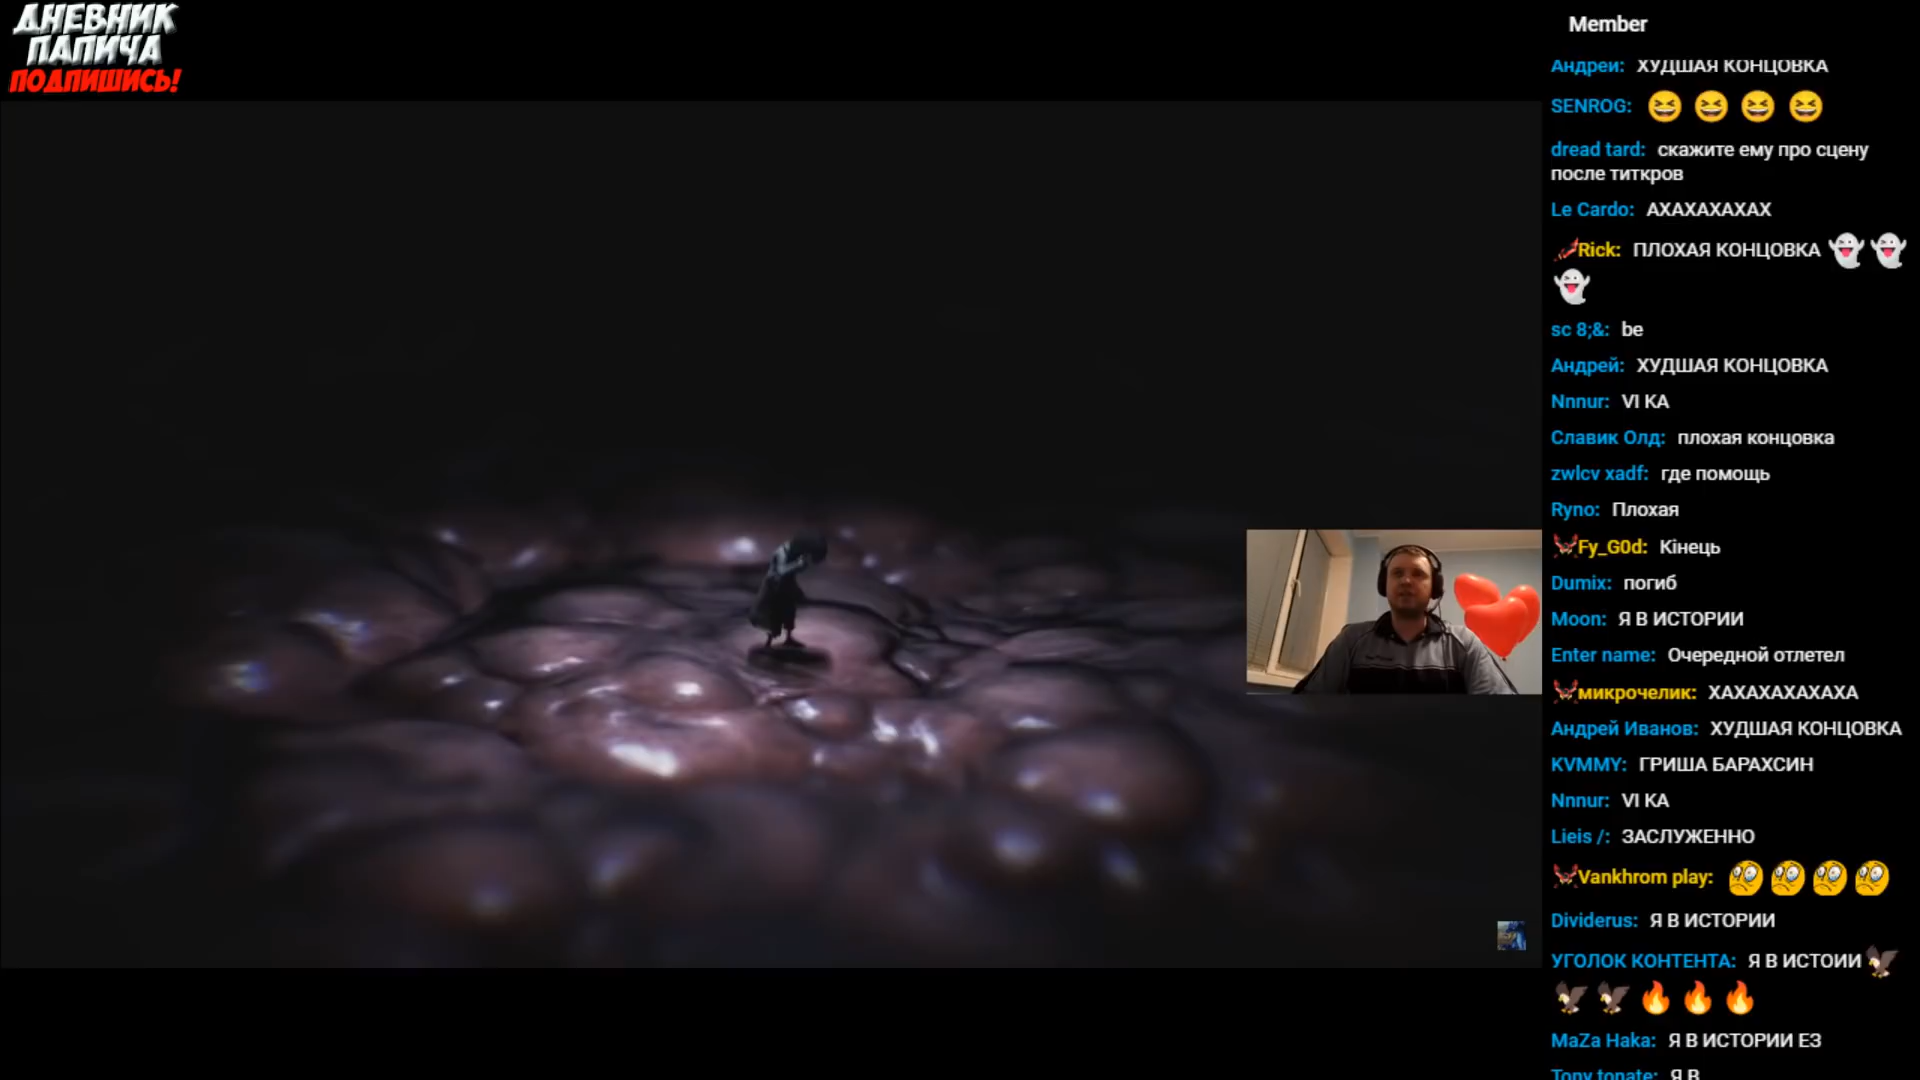 ДНЕВНИК
ПАПИЧА
ПОДПИШИСЬ!
Member
Андрей: ХУДШАЯ КОНЦОВКА
SENROG:
dread tard: скажите ему про сцену
после титкров
Le Cardo: АХАХАХАХАХ
Rick: ПЛОХАЯ КОНЦОВКА
sc 8;&: be
Андрей: ХУДШАЯ КОНЦОВКА
Nnnur: VI KA
Славик Олд: плохая концовка
zwlcv xadf: где помощь
Ryno: Плохая
Fy_G0d: Кінець
Dumix: погиб
Moon: Я В ИСТОРИИ
Enter name: Очередной отлетел
микрочелик: ХАХАХАХАХАХА
Андрей Иванов: ХУДШАЯ КОНЦОВКА
KVMMY: ГРИША БАРАХСИН
Nnnur: VI KA
Lieis /: ЗАСЛУЖЕННО
Vankhrom play:
Dividerus: Я В ИСТОРИИ
УГОЛОК КОНТЕНТА: Я В ИСТОИИ
MaZa Haka: Я В ИСТОРИИ ЕЗ
Tony tonate: Я В